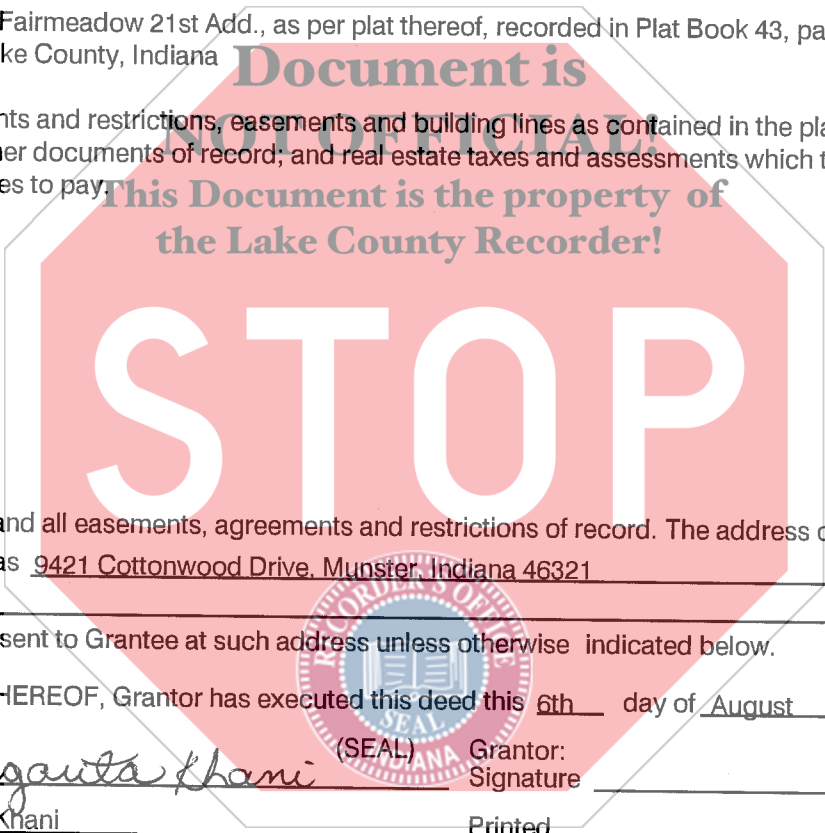 Fairmeadow 21st Add., as per plat thereof, recorded in Plat Book 43, pa
ke County, Indiana
Document is
nts and restrictions, easements and building lines as contained in the pla
NOT OFFICIAL!
er documents of record; and real estate taxes and assessments which t
es to pay.
This Document is the property of
the Lake County Recorder!
STOP
and all easements, agreements and restrictions of record. The address o
as 9421 Cottonwood Drive, Munster, Indiana 46321
RECORDER'S OFFICE
SEAL
INDIANA
sent to Grantee at such address unless otherwise indicated below.
HEREOF, Grantor has executed this deed this 6th day of August
(SEAL) Grantor:
garita Khani Signature
Khani Printed